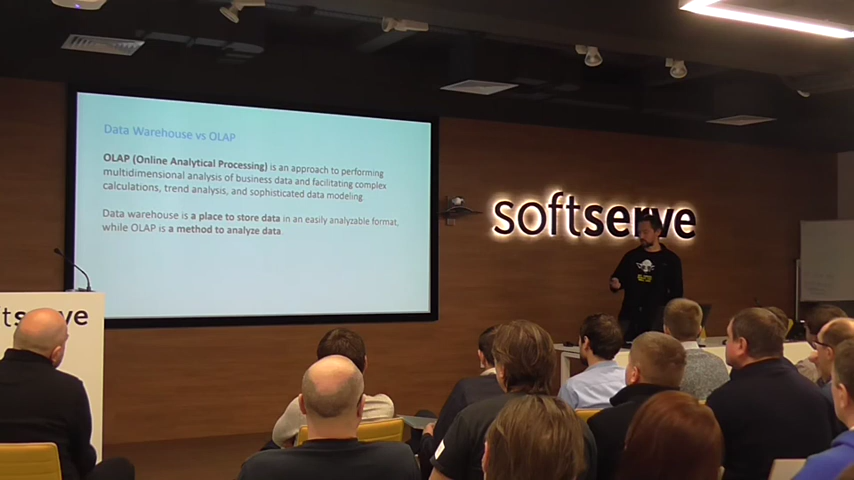 Data Warehouse vs OLAP
OLAP (Online Analytical Processing) is an approach to performing
multidimensional analysis of business data and facilitating complex
calculations, trend analysis, and sophisticated data modeling
Data warehouse is a place to store data in an easily analyzable format,
while OLAP is a method to analyze data.
softserve
tserve